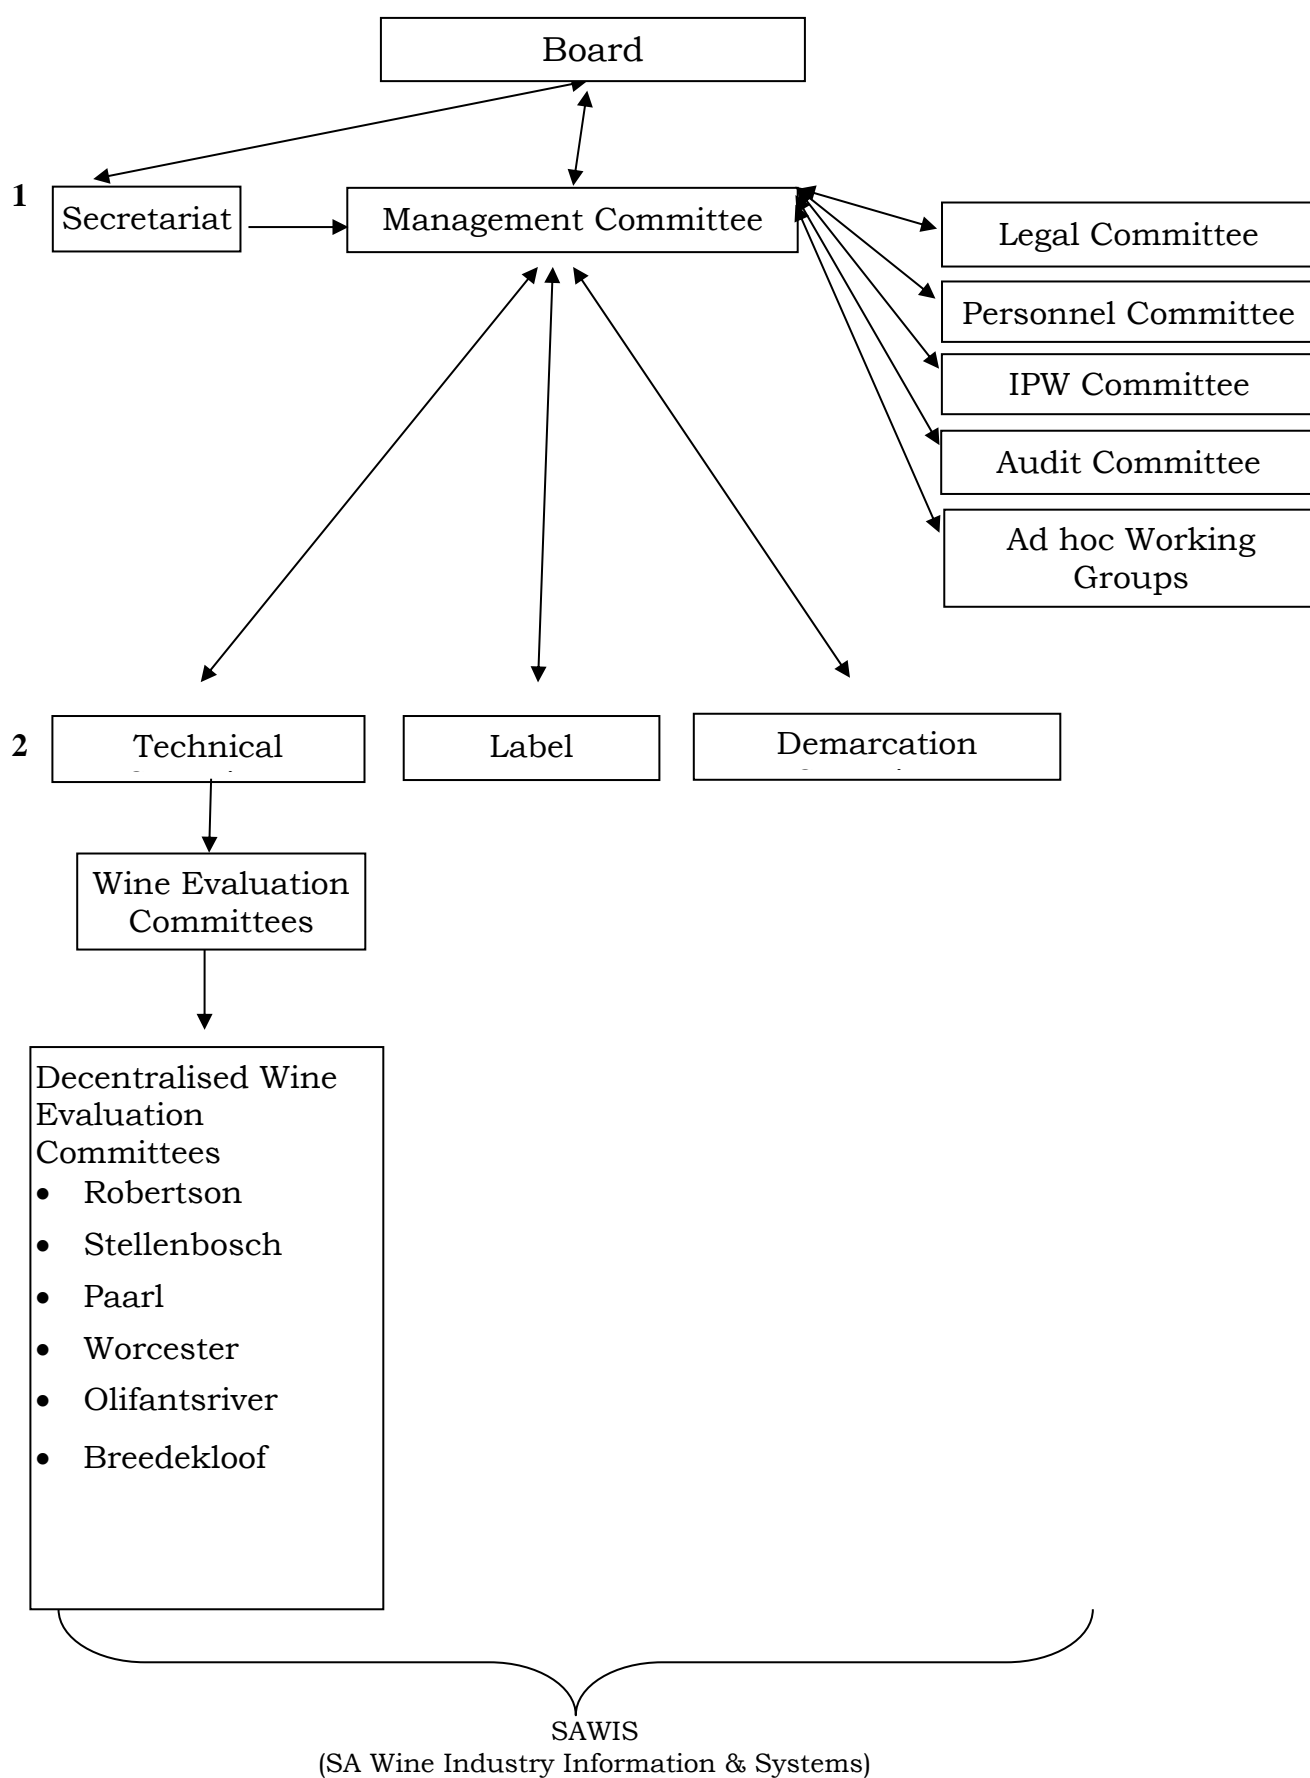 Board
1
Secretariat
Management Committee
Legal Committee
Personnel Committee
IPW Committee
Audit Committee
Ad hoc Working
Groups
2
Technical
Label
Demarcation
Wine Evaluation
Committees
Decentralised Wine
Evaluation
Committees
• Robertson
• Stellenbosch
• Paarl
• Worcester
• Olifantsriver
• Breedekloof
SAWIS
(SA Wine Industry Information & Systems)